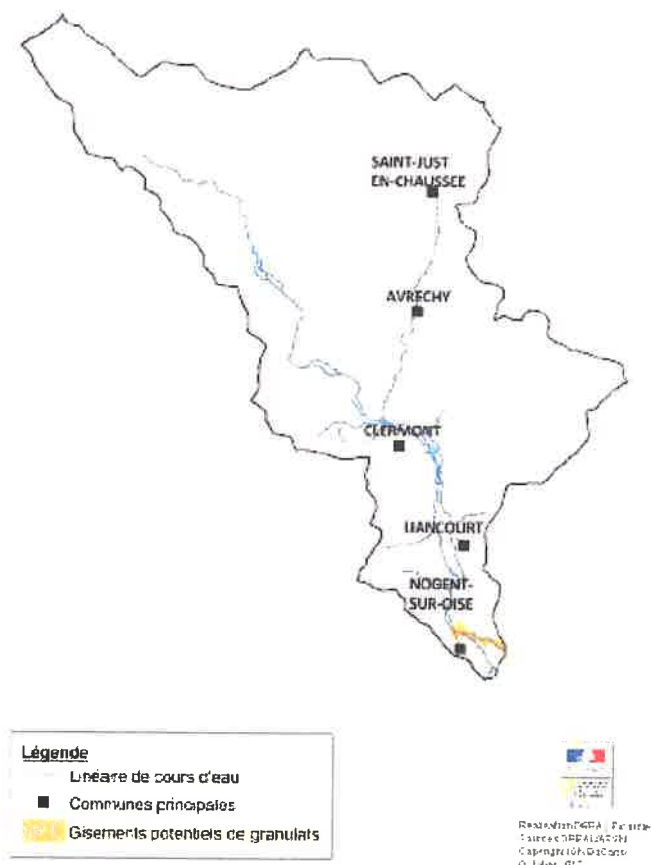 SAINT-JUST
EN-CHAUSSEE
AVRECHY
CLERMONT
LIANCOURT
NOGENT-
SUR-OISE
Légende
Linéaire de cours d'eau
Communes principales
Gisements potentiels de granulats